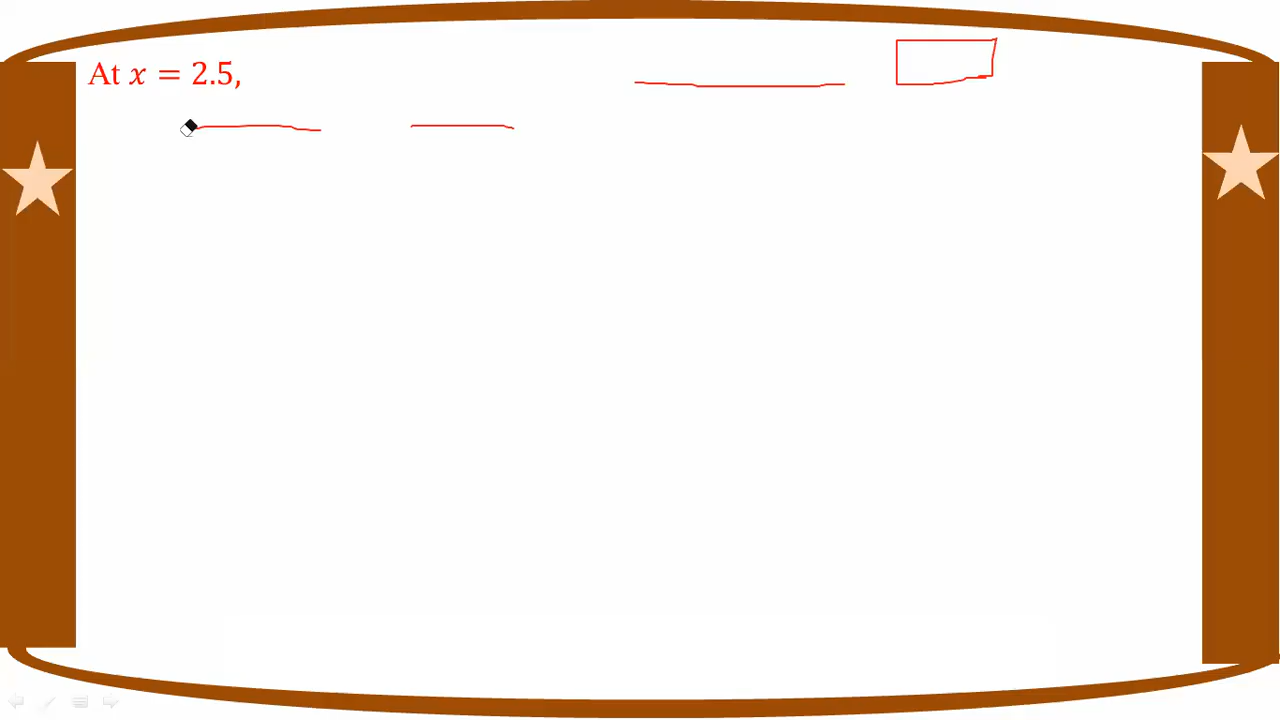 At x = 2.5,